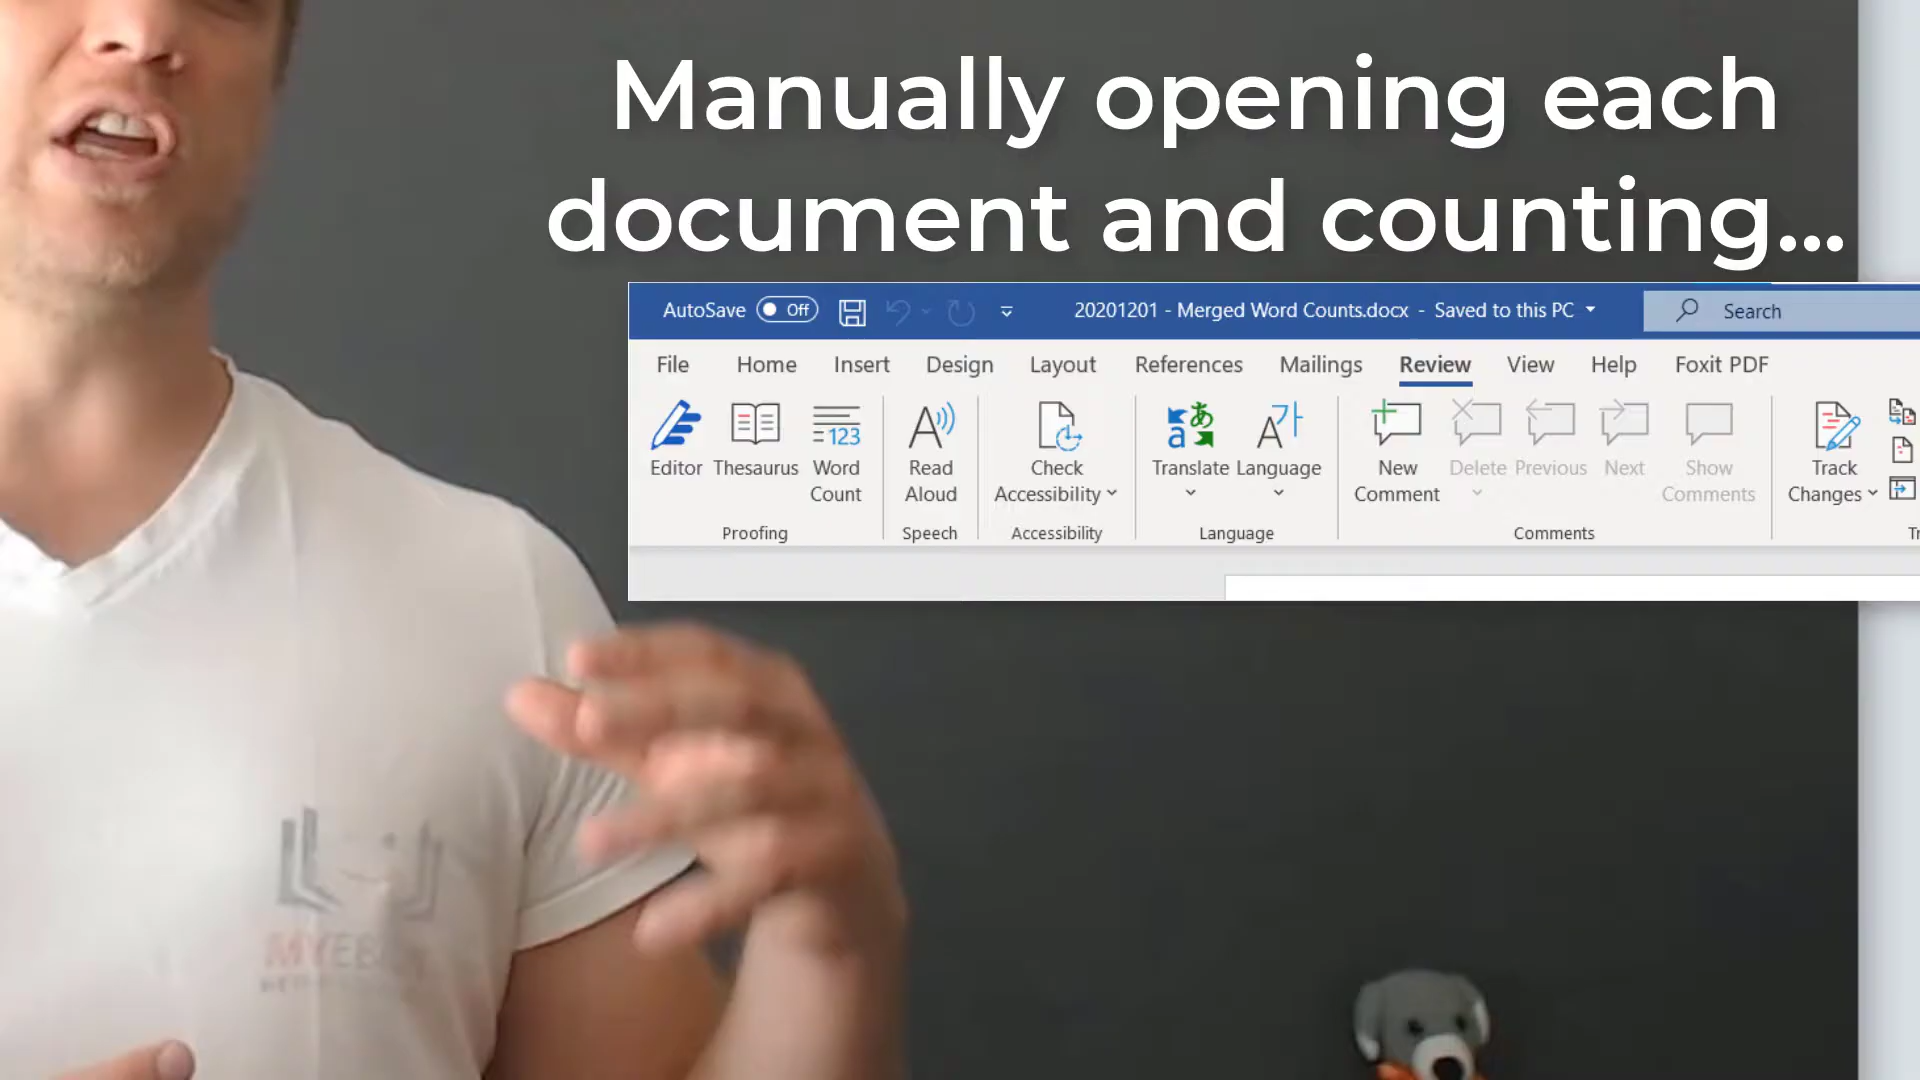 Manually opening each
document and counting...
AutoSave Off 20201201 - Merged Word Counts.docx - Saved to this PC Search
File Home Insert Design Layout References Mailings Review View Help Foxit PDF
123
Editor Thesaurus Word Count Read Aloud Check Accessibility Translate Language New Comment Delete Previous Next Show Comments Track Changes
Proofing Speech Accessibility Language Comments